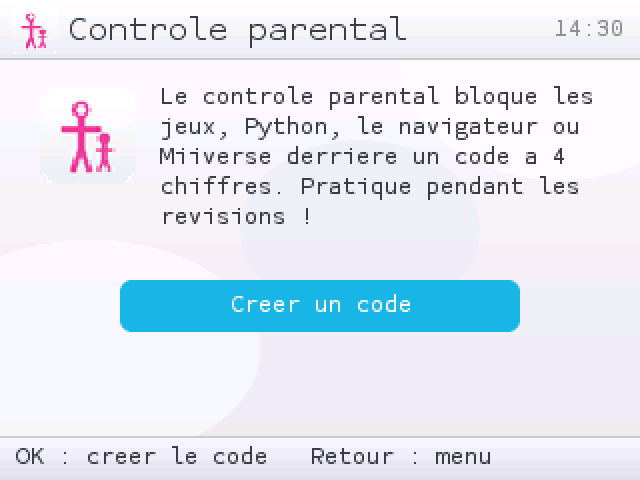 Controle parental
14:30
Le controle parental bloque les
jeux, Python, le navigateur ou
Miiverse derriere un code a 4
chiffres. Pratique pendant les
revisions !
Creer un code
OK : creer le code   Retour : menu